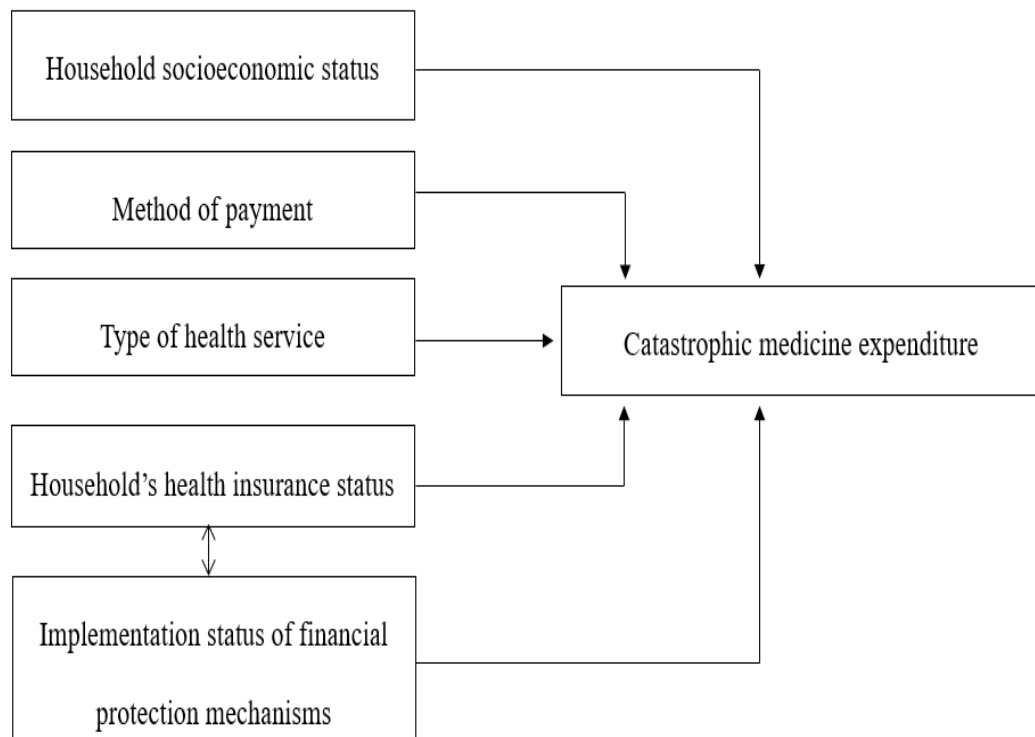 Household socioeconomic status
Method of payment
Type of health service
Catastrophic medicine expenditure
Household’s health insurance status
Implementation status of financial
protection mechanisms